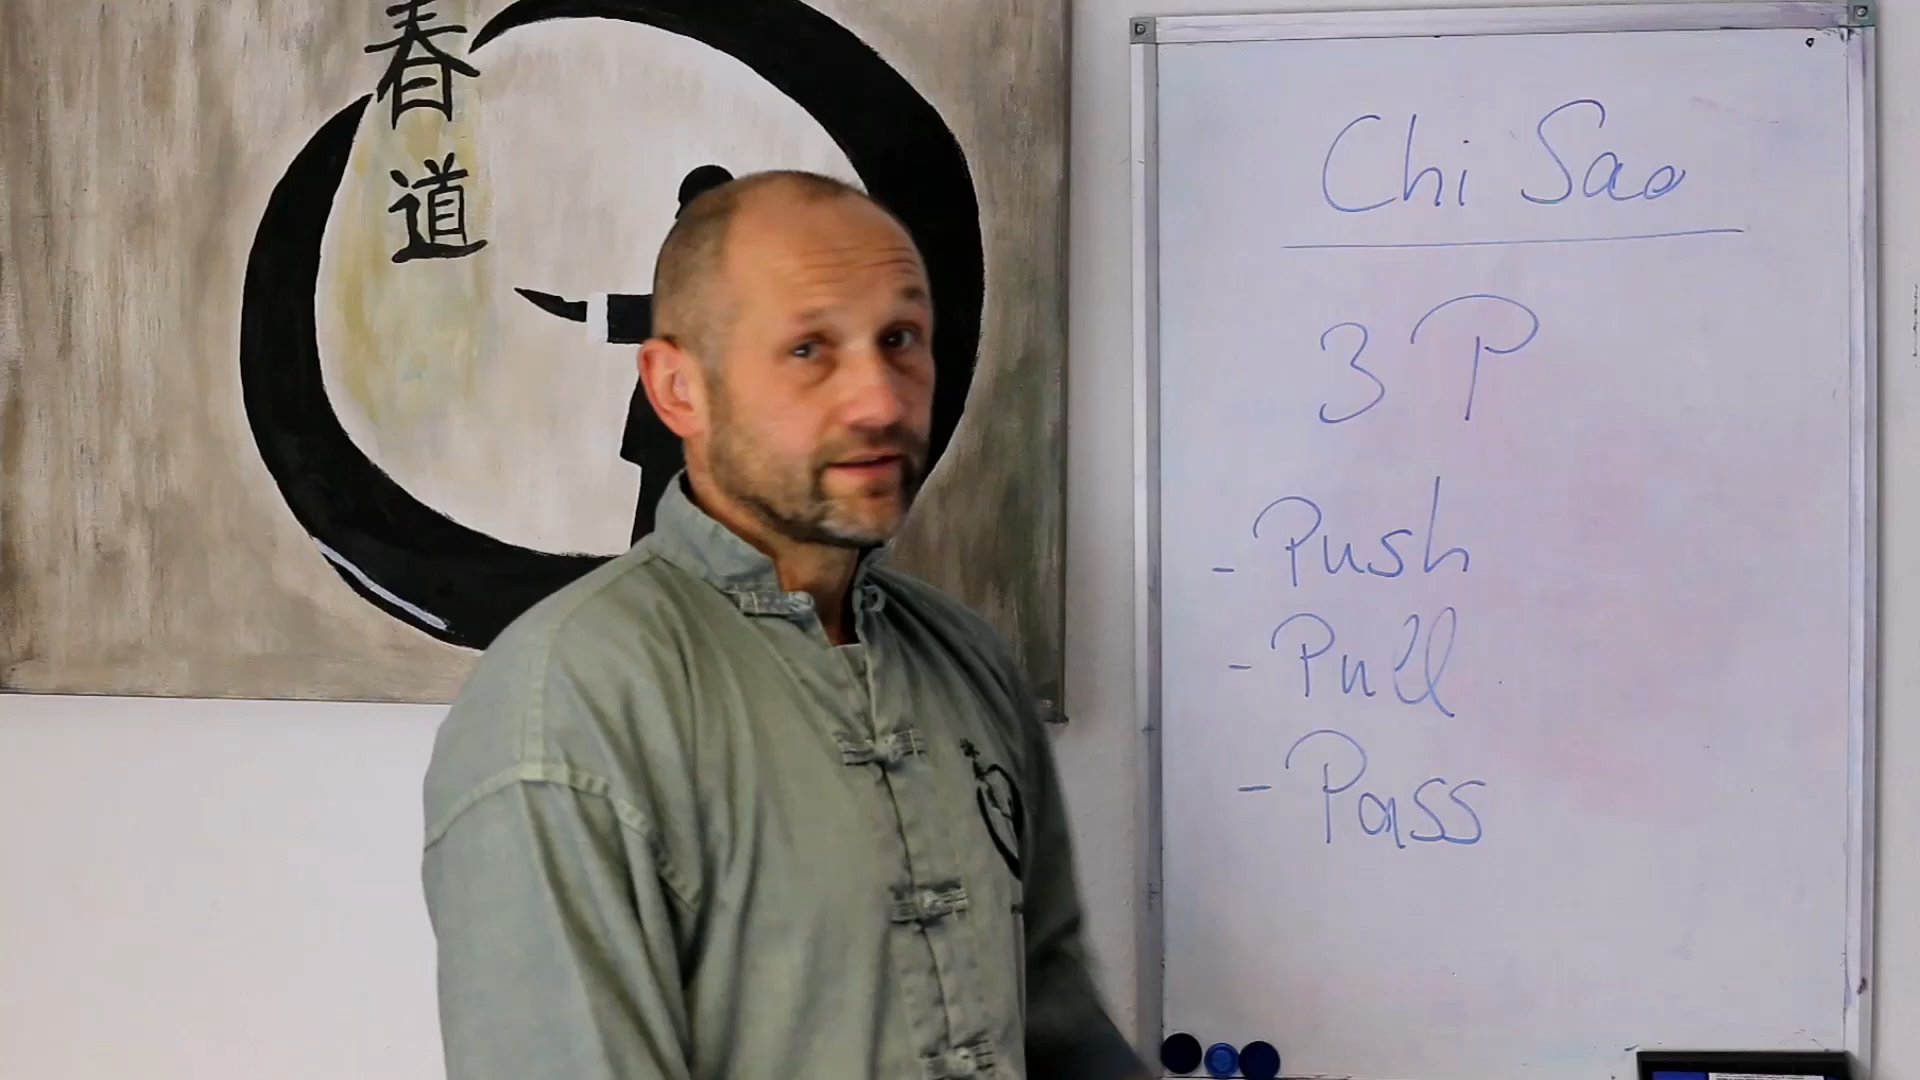 春
道
Chi Sao
3 P
- Push
- Pull
- Pass